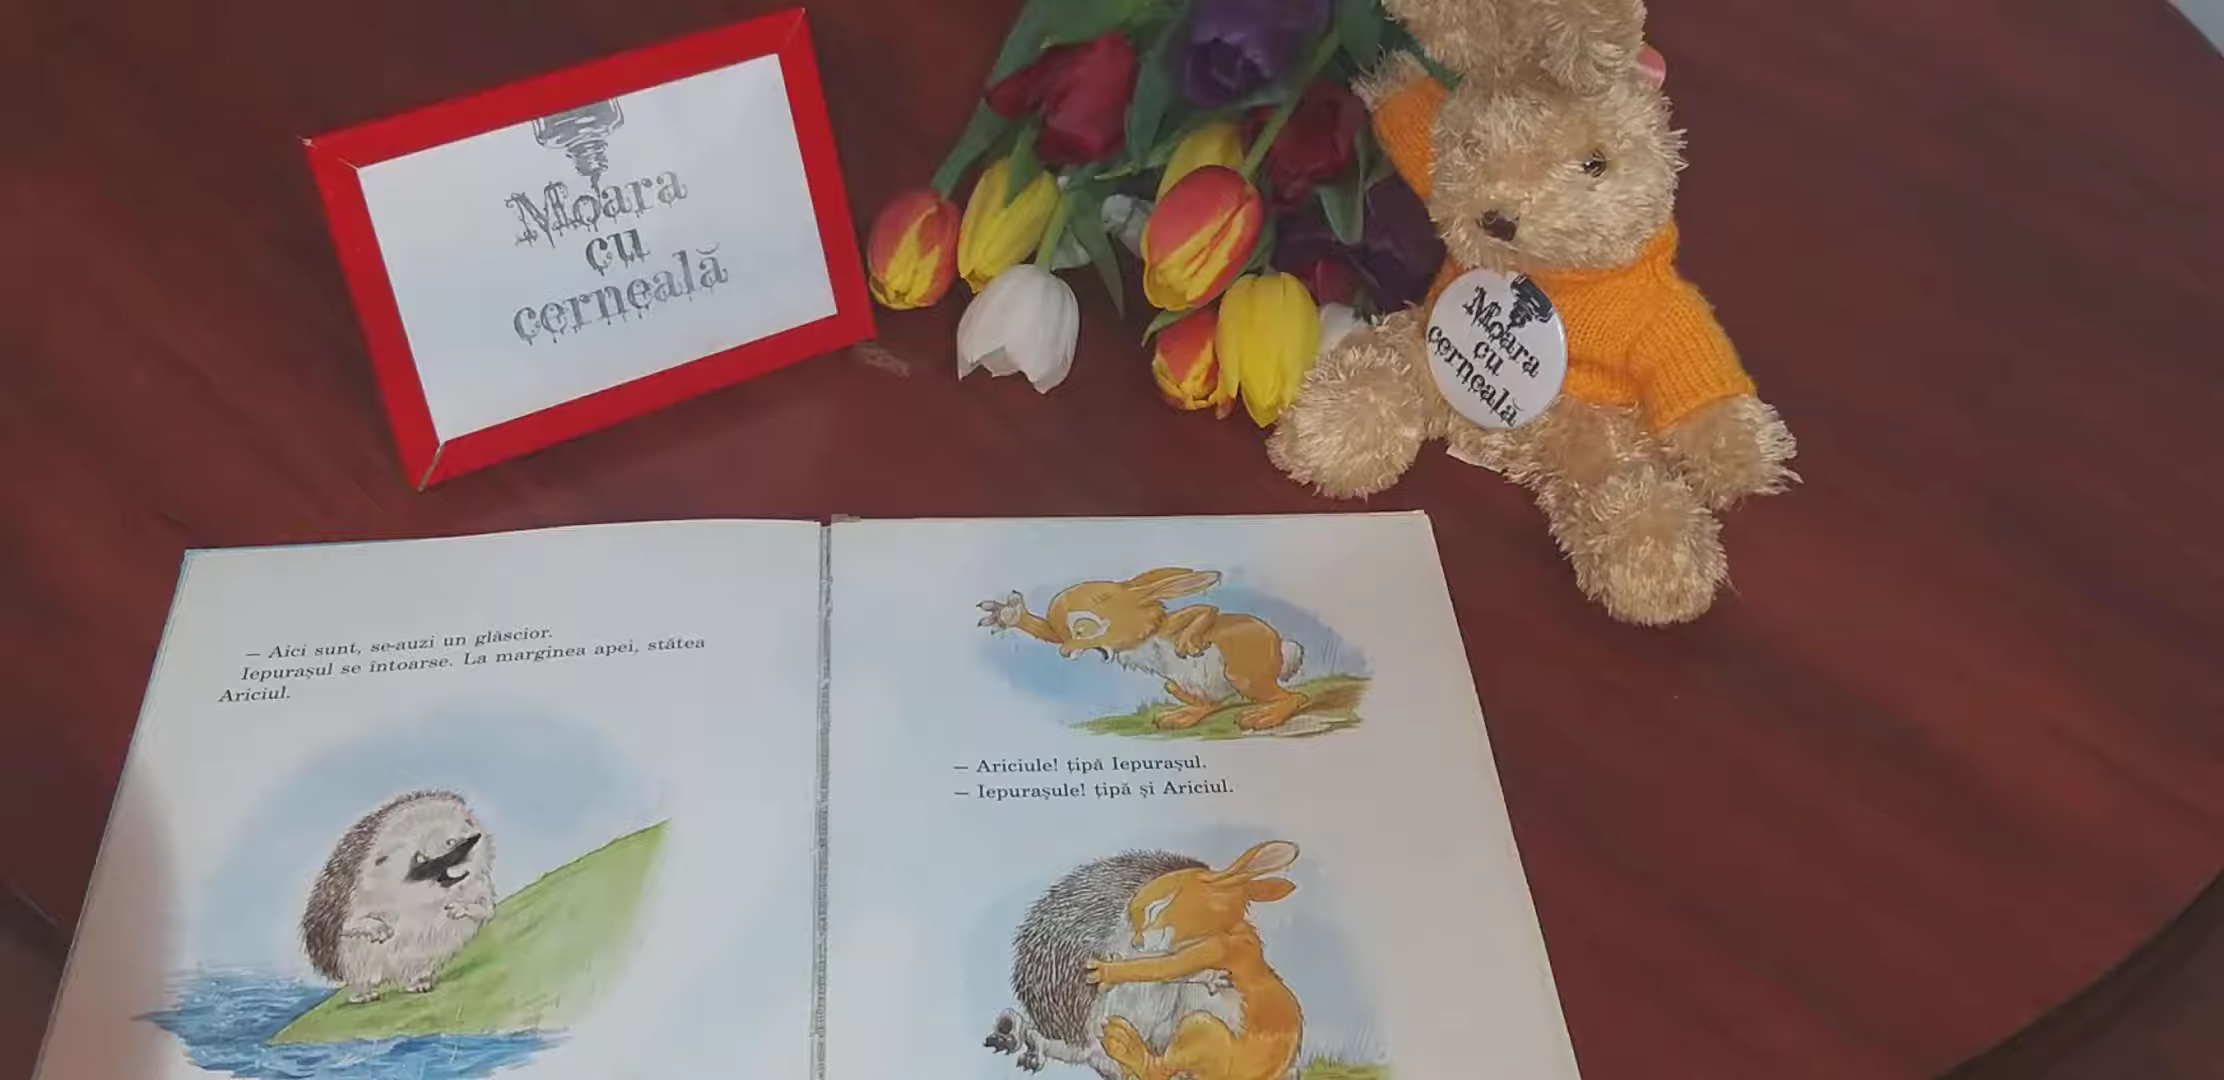 Moara
cu
cerneală
Moara
cu
cerneală
— Aici sunt, se-auzi un glăscior.
Iepurașul se întoarse. La marginea apei, stătea
Ariciul.
— Ariciule! țipă Iepurașul.
— Iepurașule! țipă și Ariciul.